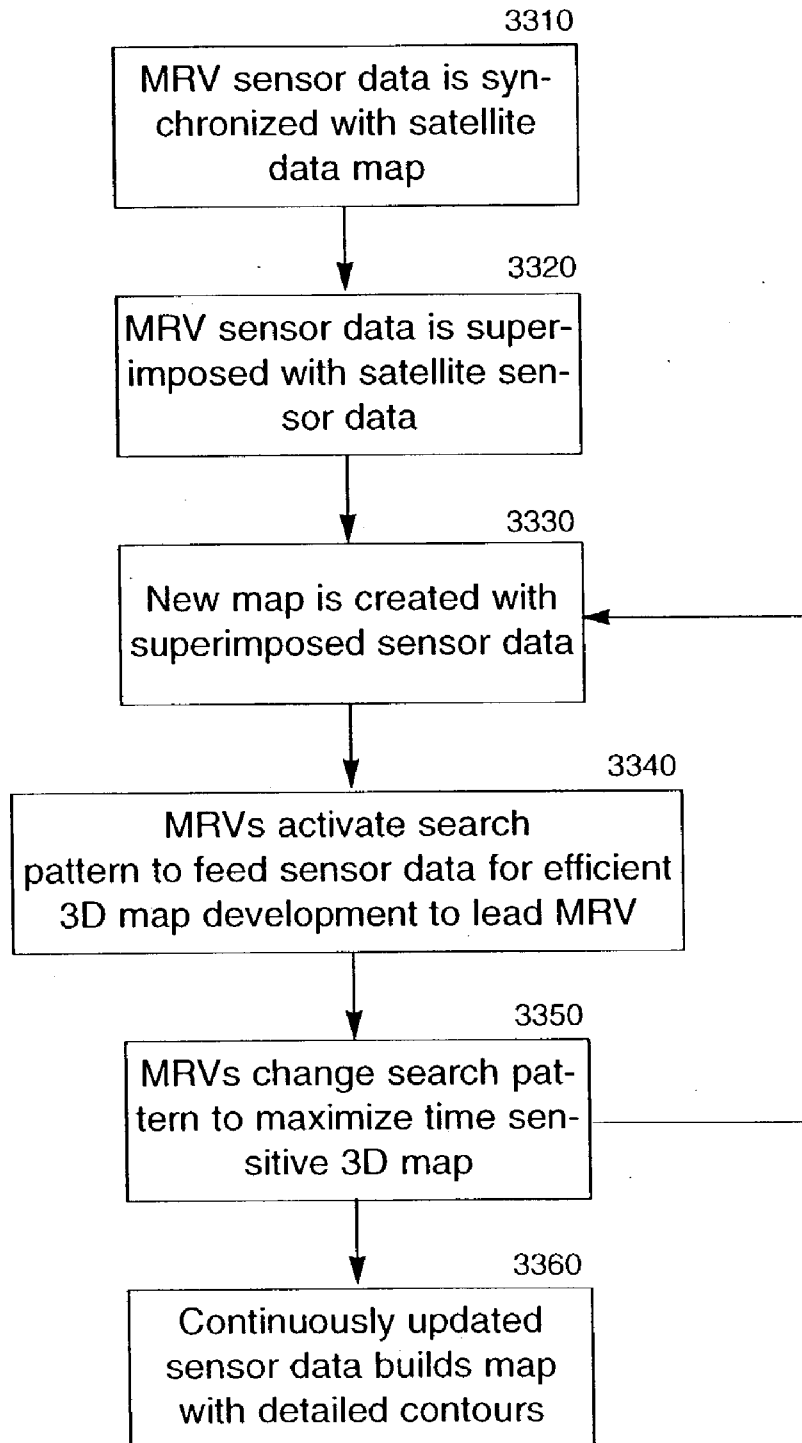 3310
MRV sensor data is syn-
chronized with satellite
data map
3320
MRV sensor data is super-
imposed with satellite sen-
sor data
3330
New map is created with
superimposed sensor data
3340
MRVs activate search
pattern to feed sensor data for efficient
3D map development to lead MRV
3350
MRVs change search pat-
tern to maximize time sen-
sitive 3D map
3360
Continuously updated
sensor data builds map
with detailed contours